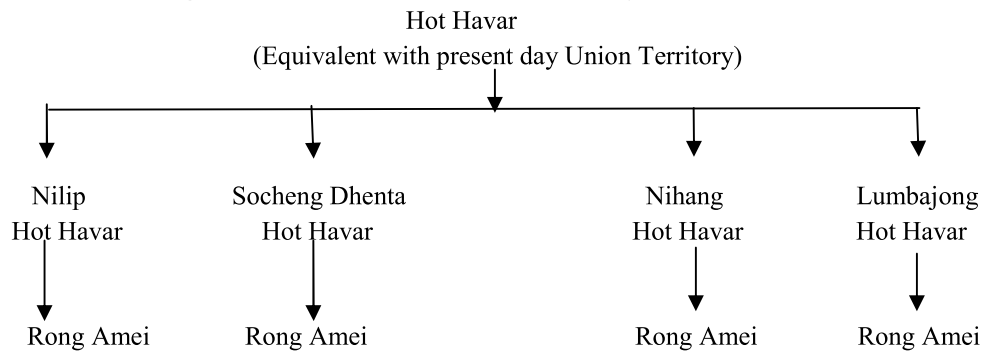 Hot Havar
(Equivalent with present day Union Territory)
Nilip Socheng Dhenta Nihang Lumbajong
Hot Havar Hot Havar Hot Havar Hot Havar
Rong Amei Rong Amei Rong Amei Rong Amei